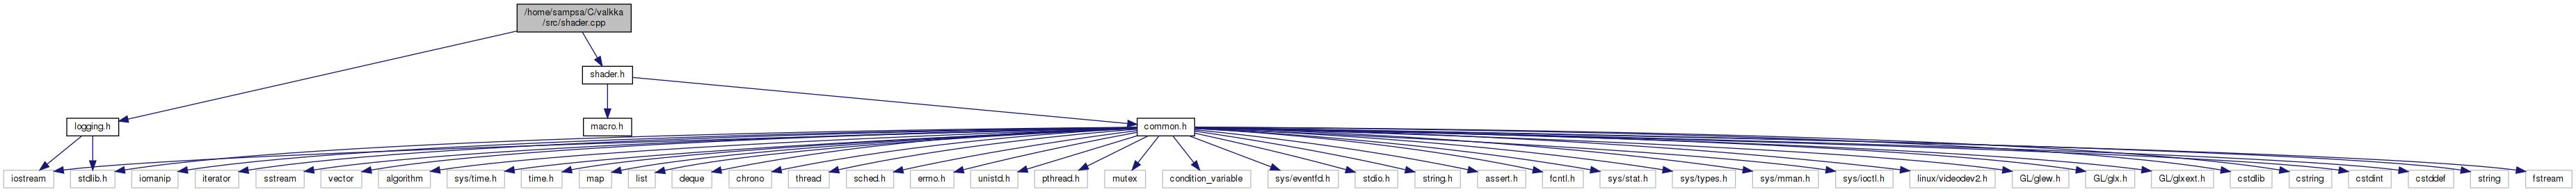 /home/sampsa/C/valkka
/src/shader.cpp
shader.h
logging.h
macro.h
common.h
iostream
stdlib.h
iomanip
iterator
sstream
vector
algorithm
sys/time.h
time.h
map
list
deque
chrono
thread
sched.h
errno.h
unistd.h
pthread.h
mutex
condition_variable
sys/eventfd.h
stdio.h
string.h
assert.h
fcntl.h
sys/stat.h
sys/types.h
sys/mman.h
sys/ioctl.h
linux/videodev2.h
GL/glew.h
GL/glx.h
GL/glxext.h
cstdlib
cstring
cstdint
cstddef
string
fstream